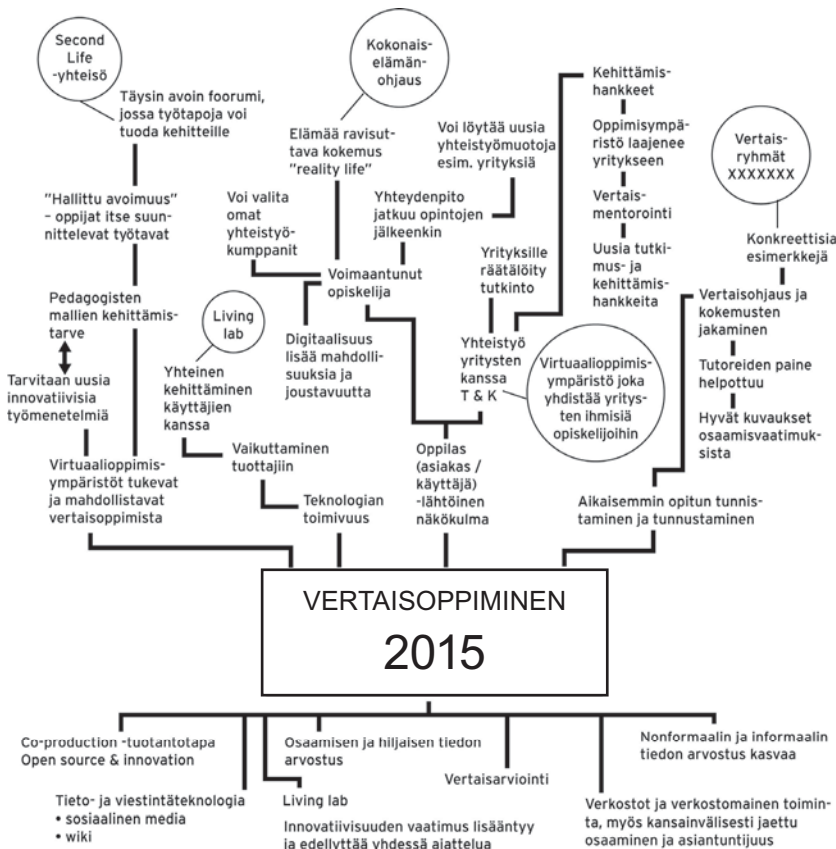 Second
Life
-yhteisö
Täysin avoin foorumi,
jossa työtapoja voi
tuoda kehitteille
"Hallittu avoimuus"
– oppijat itse suun-
nittelevat työtavat
Pedagogisten
mallien kehittämis-
tarve
Tarvitaan uusia
innovatiivisia
työmenetelmiä
Virtuaalioppimis-
ympäristöt tukevat
ja mahdollistavat
vertaisoppimista
Living
lab
Yhteinen
kehittäminen
käyttäjien
kanssa
Vaikuttaminen
tuottajiin
Teknologian
toimivuus
Kokonais-
elämän-
ohjaus
Elämää ravisut-
tava kokemus
"reality life"
Voi valita
omat
yhteistyö-
kumppanit
Voi löytää uusia
yhteistyömuotoja
esim. yrityksiä
Yhteydenpito
jatkuu opintojen
jälkeenkin
Voimaantunut
opiskelija
Digitaalisuus
lisää mahdolli-
suuksia ja
joustavuutta
Yrityksille
räätälöity
tutkinto
Yhteistyö
yritysten
kanssa
T & K
Oppilas
(asiakas /
käyttäjä)
-lähtöinen
näkökulma
Kehittämis-
hankkeet
Oppimisympä-
ristö laajenee
yritykseen
Vertais-
mentorointi
Uusia tutki-
mus- ja
kehittämis-
hankkeita
Virtuaalioppimis-
ympäristö joka
yhdistää yritys-
ten ihmisiä
opiskelijoihin
Vertais-
ryhmät
XXXXXXX
Konkreettisia
esimerkkejä
Vertaisohjaus ja
kokemusten
jakaminen
Tutoreiden paine
helpottuu
Hyvät kuvaukset
osaamisvaatimuk-
sista
Aikaisemmin opitun tunnis-
taminen ja tunnustaminen
VERTAISOPPIMINEN
2015
Co-production -tuotantotapa
Open source & innovation
Tieto- ja viestintäteknologia
• sosiaalinen media
• wiki
Osaamisen ja hiljaisen tiedon
arvostus
Living lab
Innovatiivisuuden vaatimus lisääntyy
ja edellyttää yhdessä ajattelua
Vertaisarviointi
Nonformaalin ja informaalin
tiedon arvostus kasvaa
Verkostot ja verkostomainen toimin-
ta, myös kansainvälisesti jaettu
osaaminen ja asiantuntijuus